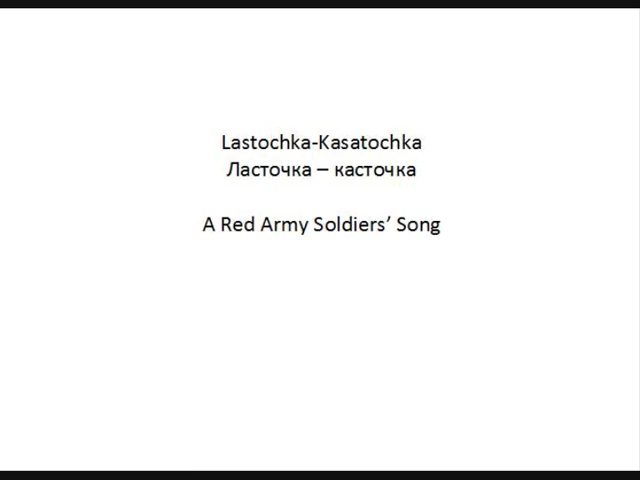 Lastochka-Kasatochka
Ласточка – касточка
A Red Army Soldiers’ Song